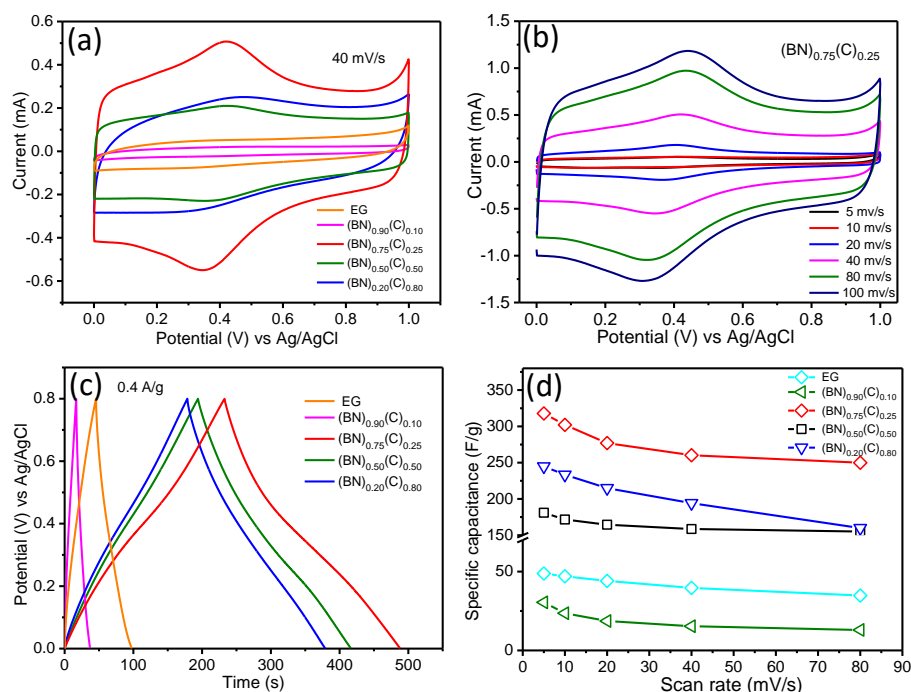 (a)
40 mV/s
Current (mA)
0.6
0.4
0.2
0.0
-0.2
-0.4
-0.6
EG
(BN)0.90(C)0.10
(BN)0.75(C)0.25
(BN)0.50(C)0.50
(BN)0.20(C)0.80
0.0 0.2 0.4 0.6 0.8 1.0
Potential (V) vs Ag/AgCl
(b)
(BN)0.75(C)0.25
Current (mA)
1.5
1.0
0.5
0.0
-0.5
-1.0
-1.5
5 mv/s
10 mv/s
20 mv/s
40 mv/s
80 mv/s
100 mv/s
0.0 0.2 0.4 0.6 0.8 1.0
Potential (V) vs Ag/AgCl
(c)
0.4 A/g
Potential (V) vs Ag/AgCl
0.8
0.6
0.4
0.2
0.0
EG
(BN)0.90(C)0.10
(BN)0.75(C)0.25
(BN)0.50(C)0.50
(BN)0.20(C)0.80
0 100 200 300 400 500
Time (s)
(d)
Specific capacitance (F/g)
350
300
250
200
150
50
0
EG
(BN)0.90(C)0.10
(BN)0.75(C)0.25
(BN)0.50(C)0.50
(BN)0.20(C)0.80
0 10 20 30 40 50 60 70 80 90
Scan rate (mV/s)